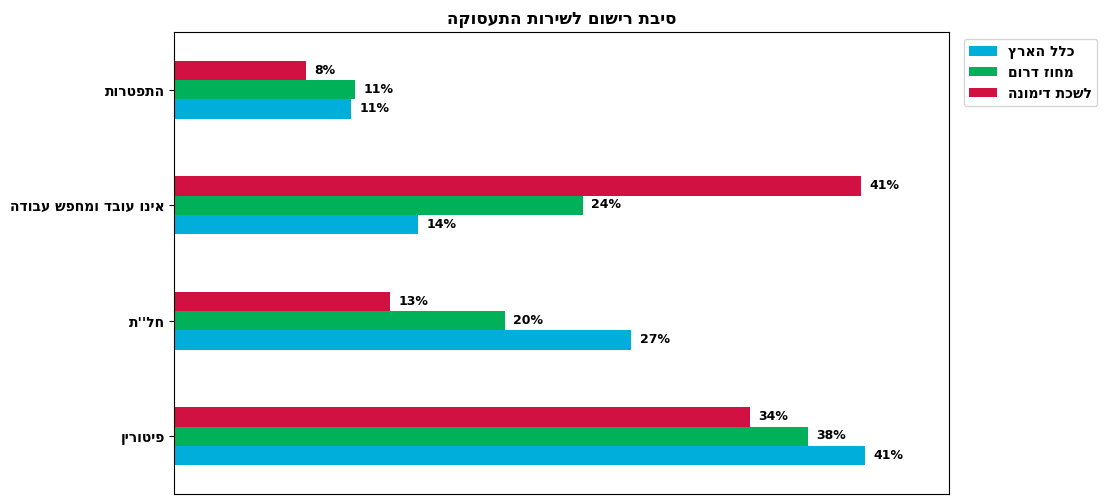 סיבת רישום לשירות התעסוקה
כלל הארץ
מחוז דרום
לשכת דימונה
התפטרות
8%
11%
11%
אינו עובד ומחפש עבודה
41%
24%
14%
חל''ת
13%
20%
27%
פיטורין
34%
38%
41%